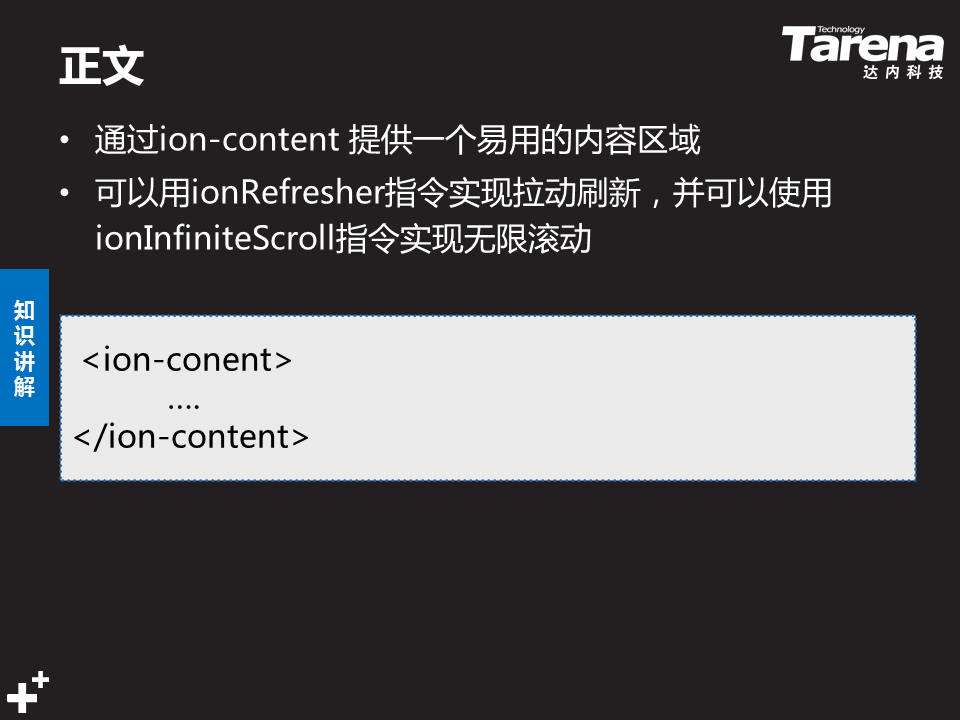 正文
Technology
Tarena
达内科技
• 通过ion-content 提供一个易用的内容区域
• 可以用ionRefresher指令实现拉动刷新，并可以使用
ionInfiniteScroll指令实现无限滚动
知
识
讲
解
<ion-conent>
....
</ion-content>